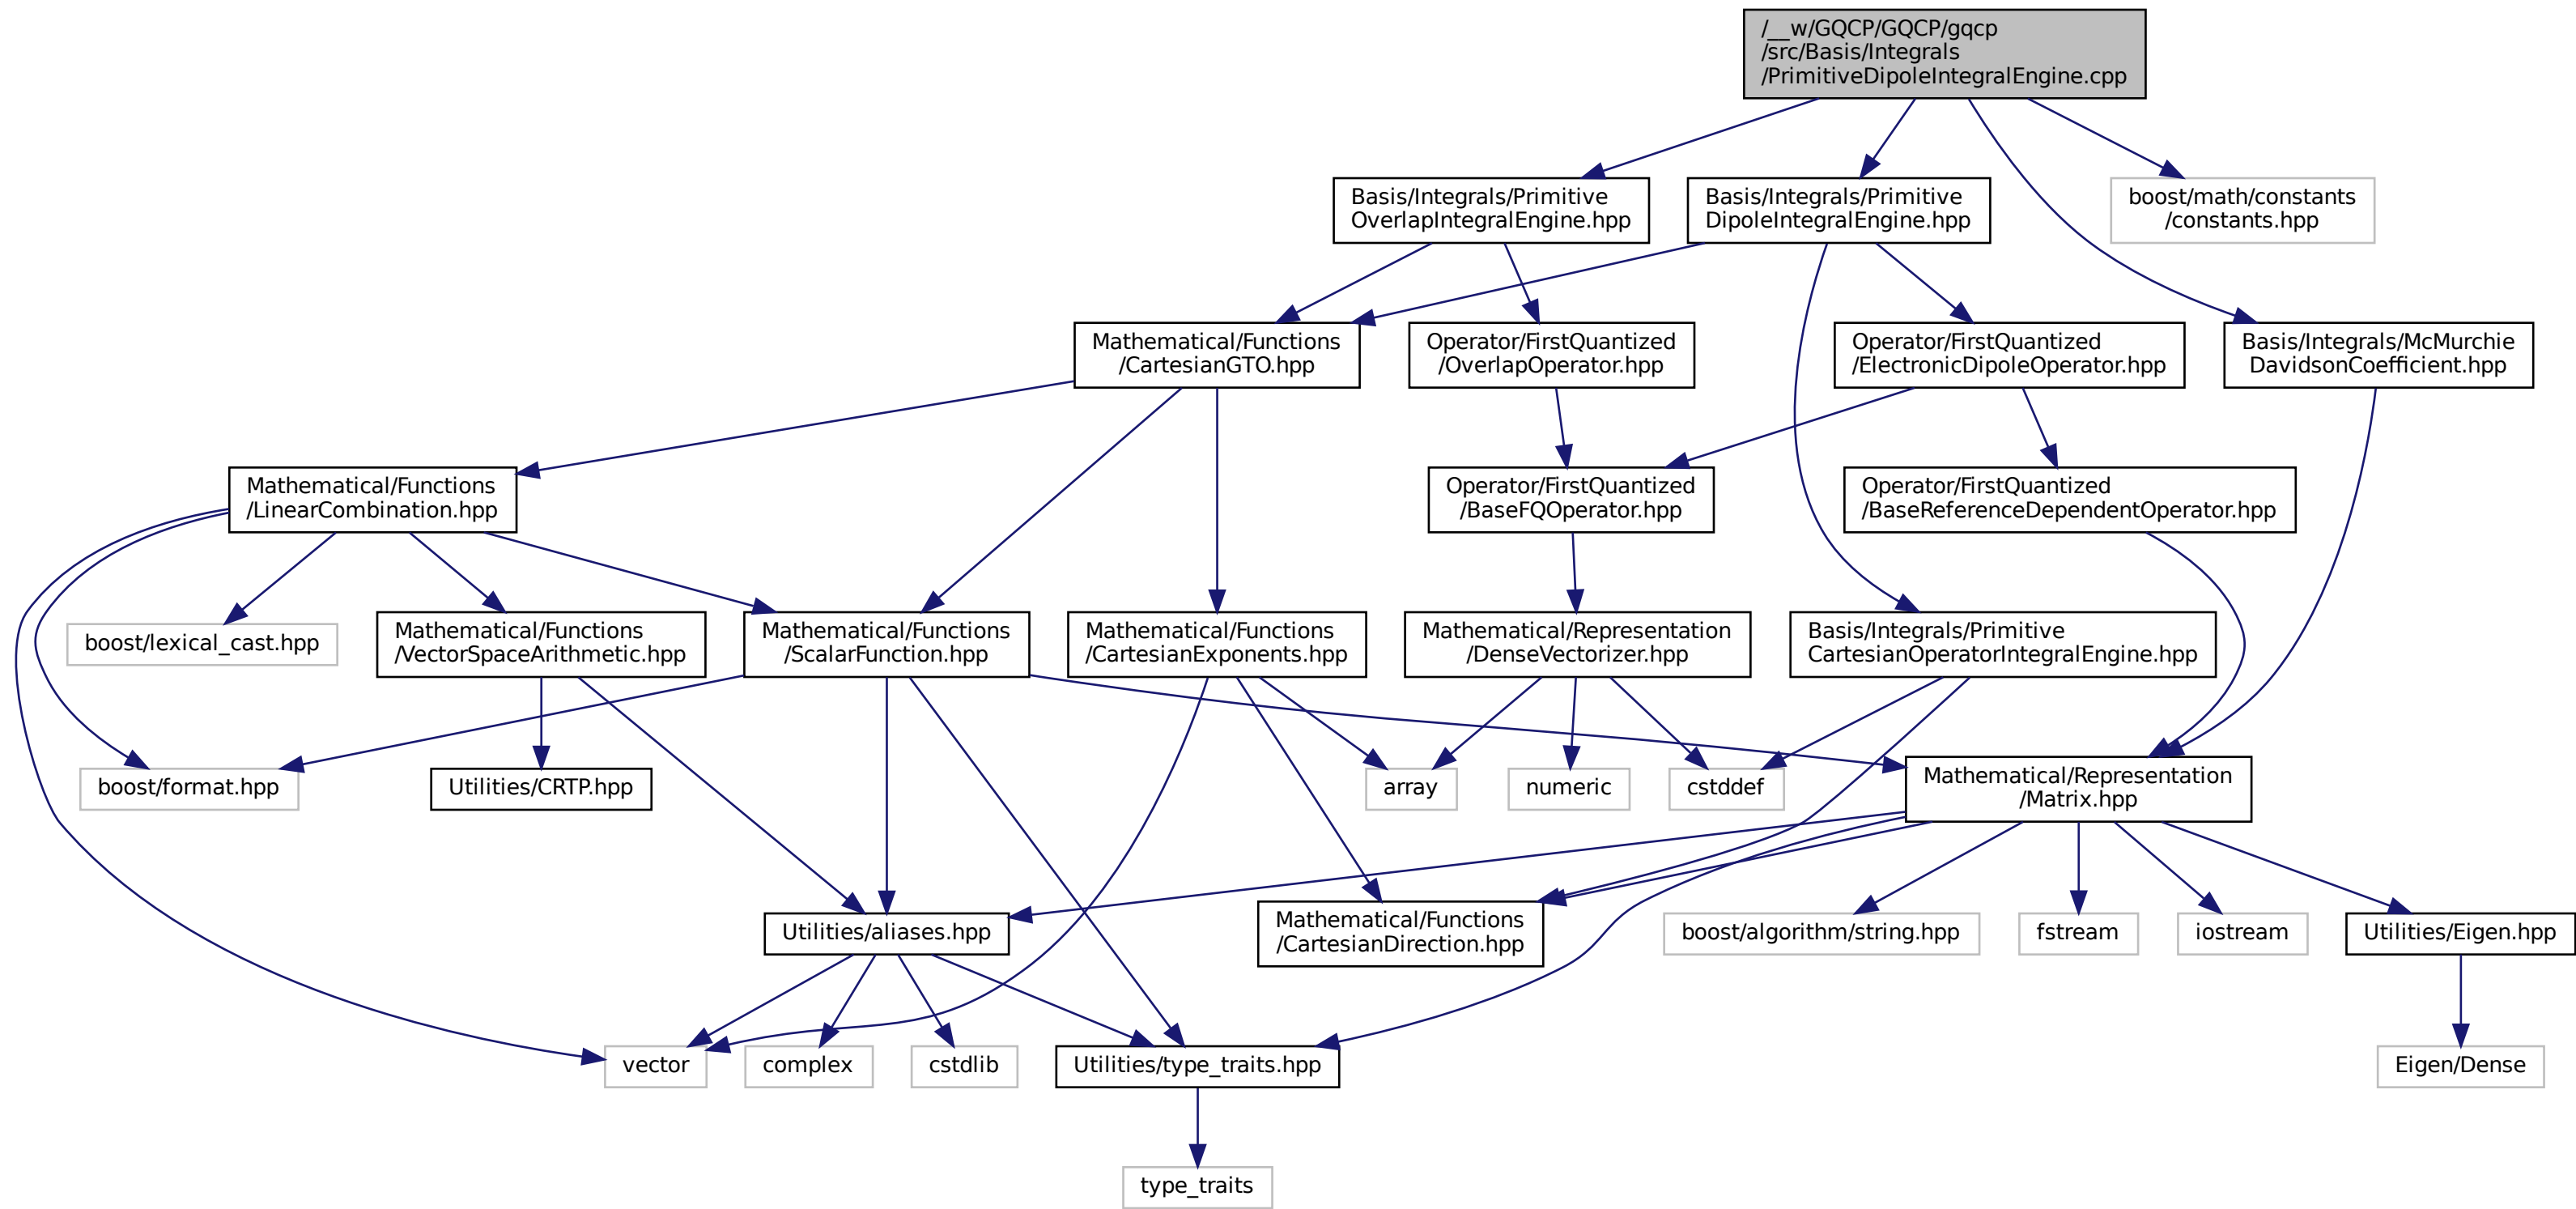 /__w/GQCP/GQCP/gqcp
/src/Basis/Integrals
/PrimitiveDipoleIntegralEngine.cpp
Basis/Integrals/Primitive
OverlapIntegralEngine.hpp
Basis/Integrals/Primitive
DipoleIntegralEngine.hpp
boost/math/constants
/constants.hpp
Mathematical/Functions
/CartesianGTO.hpp
Operator/FirstQuantized
/OverlapOperator.hpp
Operator/FirstQuantized
/ElectronicDipoleOperator.hpp
Basis/Integrals/McMurchie
DavidsonCoefficient.hpp
Mathematical/Functions
/LinearCombination.hpp
Operator/FirstQuantized
/BaseFQOperator.hpp
Operator/FirstQuantized
/BaseReferenceDependentOperator.hpp
boost/lexical_cast.hpp
Mathematical/Functions
/VectorSpaceArithmetic.hpp
Mathematical/Functions
/ScalarFunction.hpp
Mathematical/Functions
/CartesianExponents.hpp
Mathematical/Representation
/DenseVectorizer.hpp
Basis/Integrals/Primitive
CartesianOperatorIntegralEngine.hpp
boost/format.hpp
Utilities/CRTP.hpp
array
numeric
cstddef
Mathematical/Representation
/Matrix.hpp
Utilities/aliases.hpp
Mathematical/Functions
/CartesianDirection.hpp
boost/algorithm/string.hpp
fstream
iostream
Utilities/Eigen.hpp
vector
complex
cstdlib
Utilities/type_traits.hpp
Eigen/Dense
type_traits